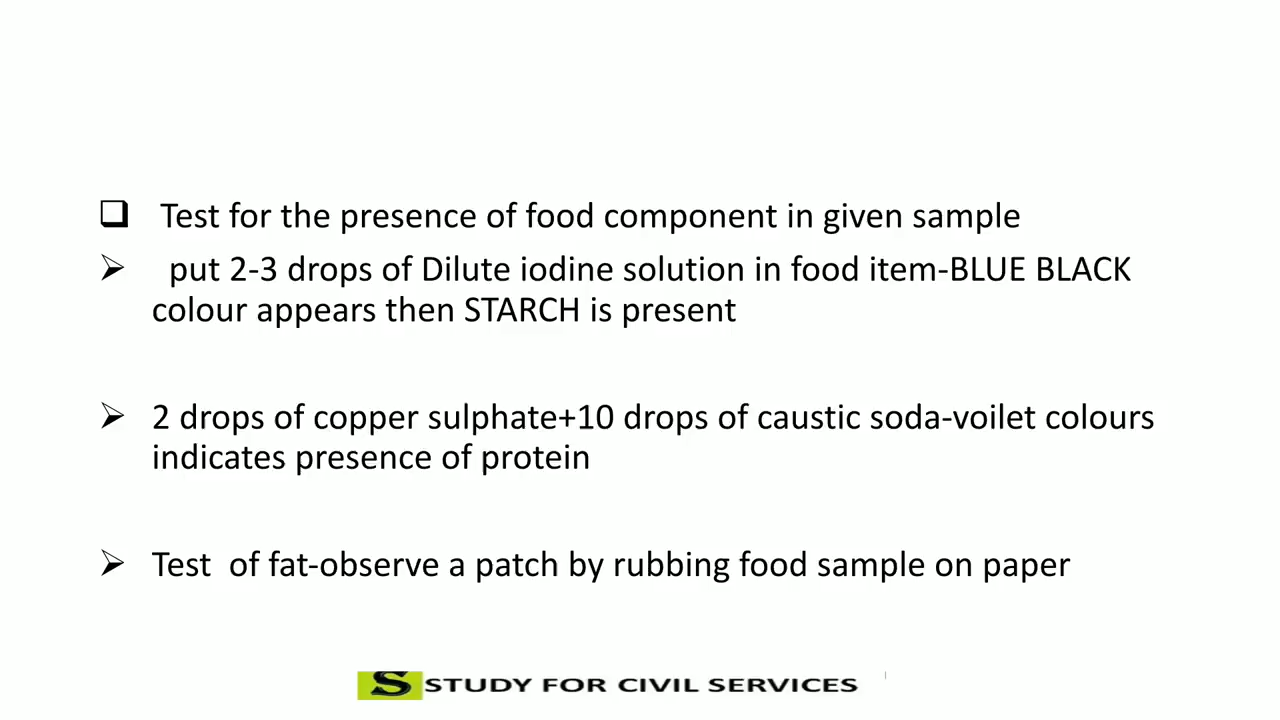 ❑ Test for the presence of food component in given sample
➢ put 2-3 drops of Dilute iodine solution in food item-BLUE BLACK
colour appears then STARCH is present
➢ 2 drops of copper sulphate+10 drops of caustic soda-voilet colours
indicates presence of protein
➢ Test of fat-observe a patch by rubbing food sample on paper
S STUDY FOR CIVIL SERVICES